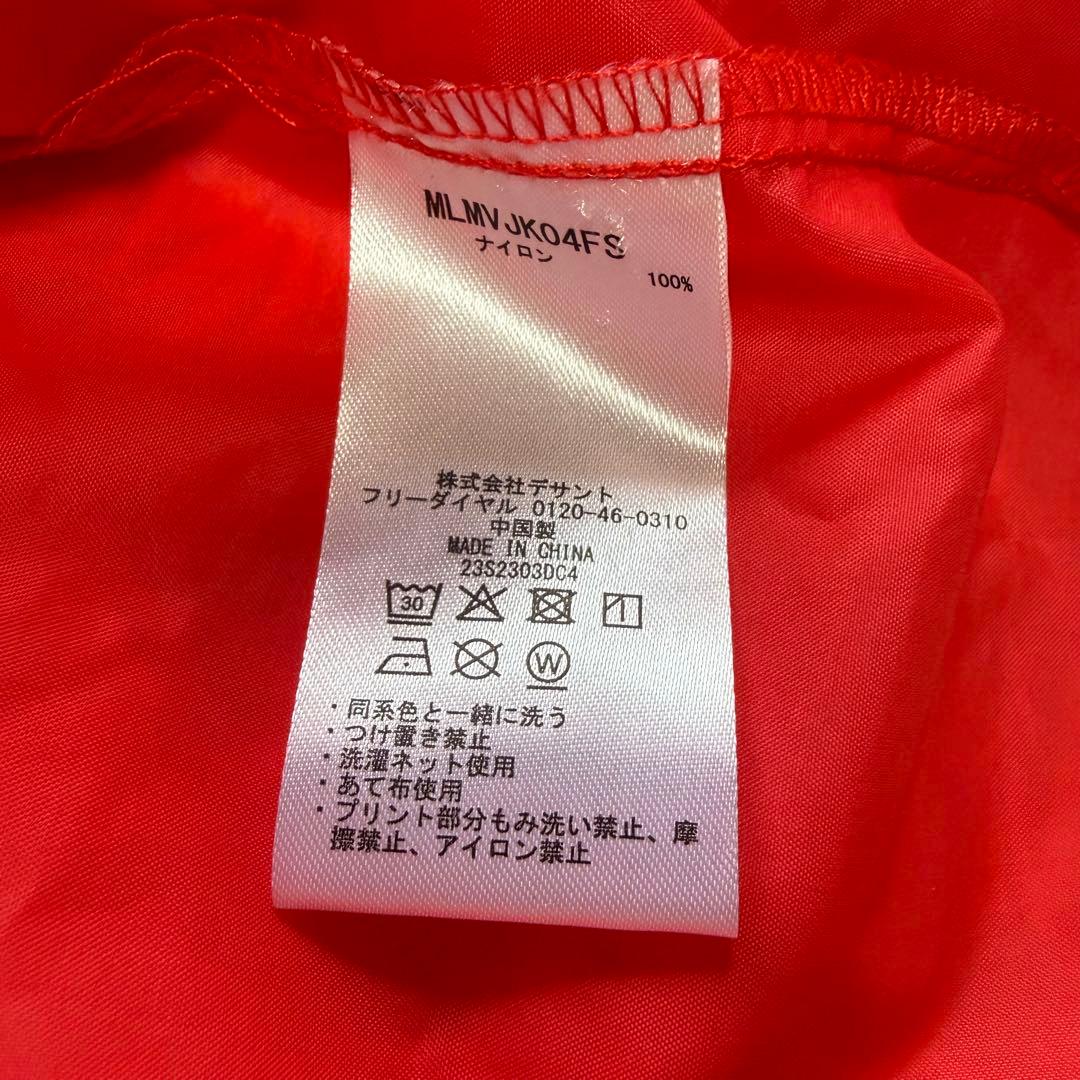 MLMVJK04FS
ナイロン
100%
株式会社デサント
フリーダイヤル 0120-46-0310
中国製
MADE IN CHINA
23S2303DC4
30
W
・同系色と一緒に洗う
・つけ置き禁止
・洗濯ネット使用
・あて布使用
・プリント部分もみ洗い禁止、摩
擦禁止、アイロン禁止